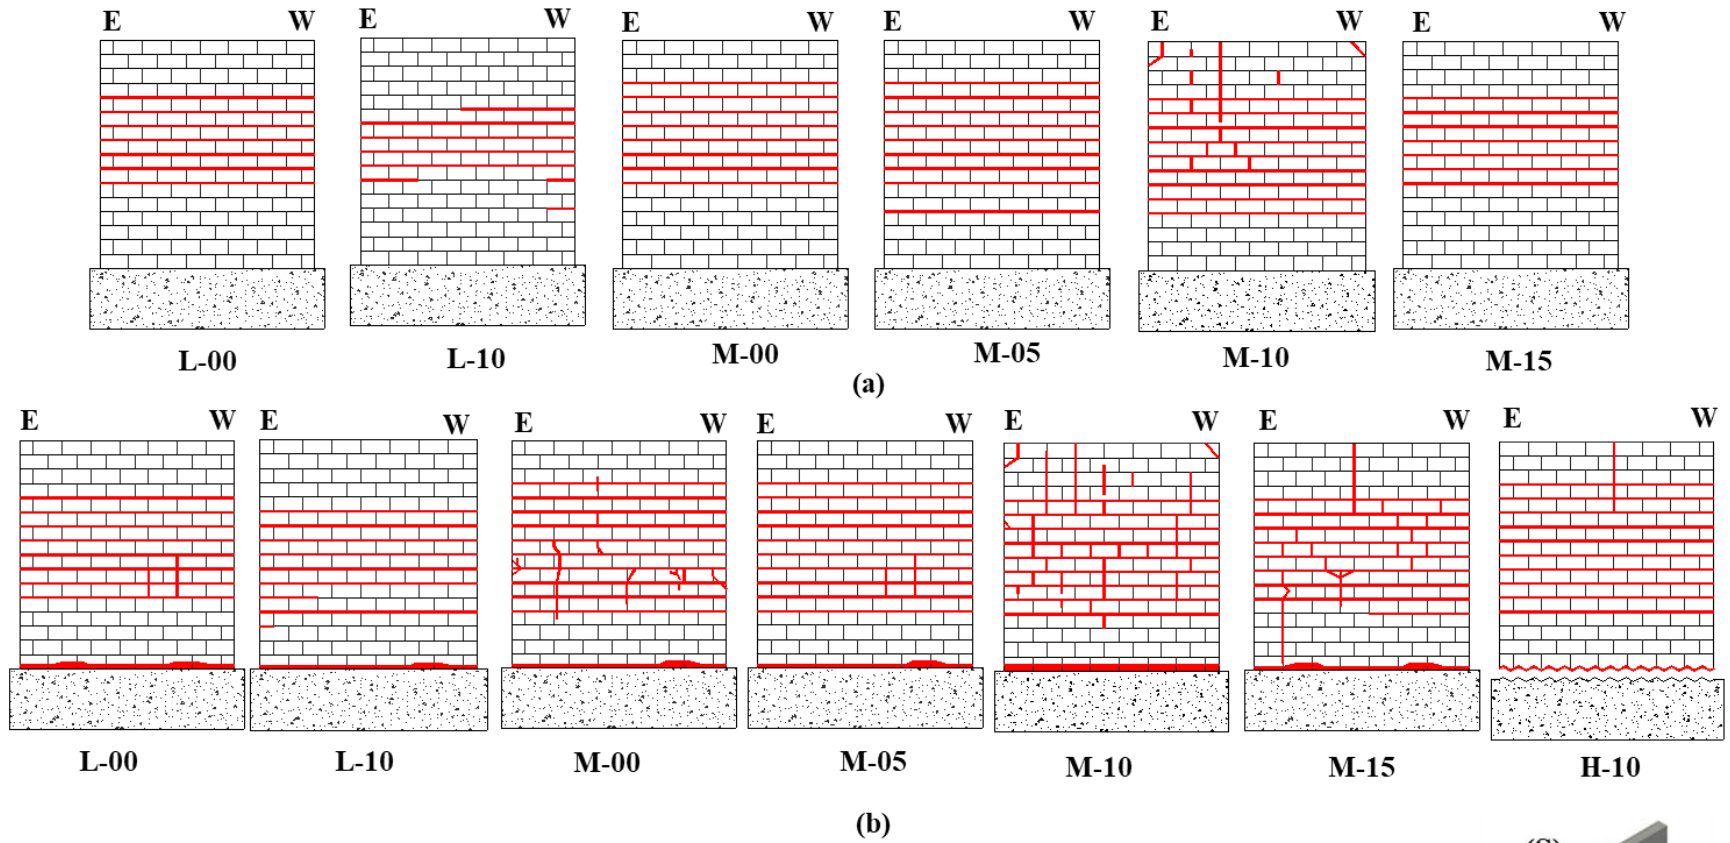 E W E W E W E W E W E W
L-00 L-10 M-00 M-05 M-10 M-15
(a)
E W E W E W E W E W E W E W
L-00 L-10 M-00 M-05 M-10 M-15 H-10
(b)